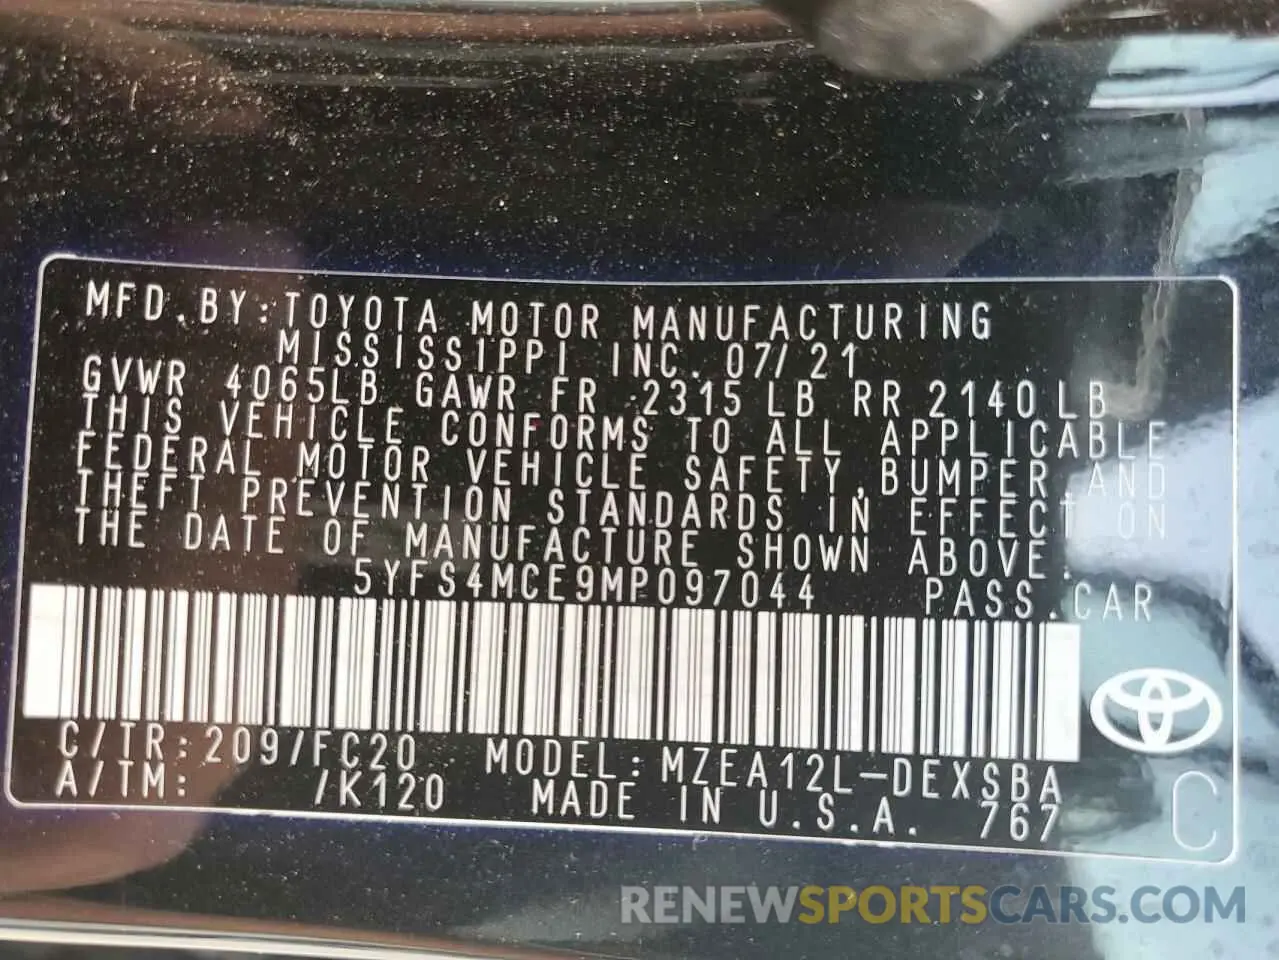 MFD.BY:TOYOTA MOTOR MANUFACTURING
MISSISSIPPI INC. 07/21
GVWR 4065LB GAWR FR 2315LB RR 2140LB
THIS VEHICLE CONFORMS TO ALL APPLICABLE
FEDERAL MOTOR VEHICLE SAFETY,BUMPER,AND
THEFT PREVENTION STANDARDS IN EFFECT ON
THE DATE OF MANUFACTURE SHOWN ABOVE.
5YFS4MCE9MP097044 PASS.CAR
C/TR:209/FC20 MODEL:MZEA12L-DEXSBA
A/TM: /K120 MADE IN U.S.A. 767
C
RENEWSPORTSCARS.COM